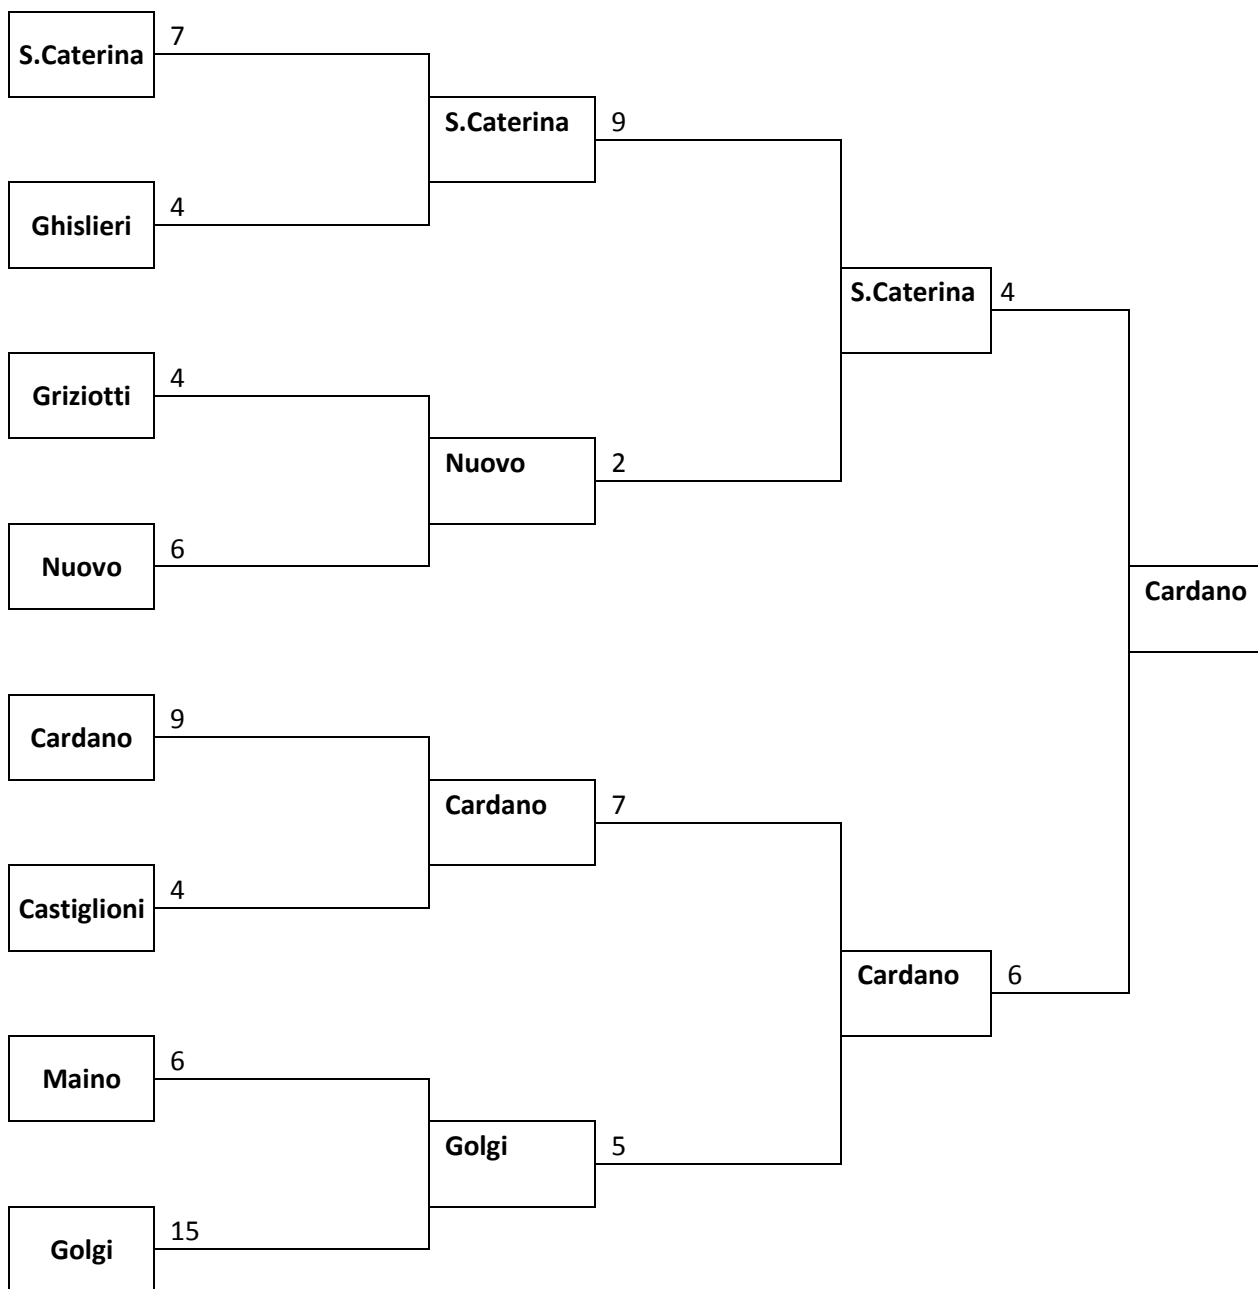 S.Caterina 7
S.Caterina 9
Ghislieri 4
S.Caterina 4
Griziotti 4
Nuovo 2
Nuovo 6
Cardano
Cardano 9
Cardano 7
Castiglioni 4
Cardano 6
Maino 6
Golgi 5
Golgi 15